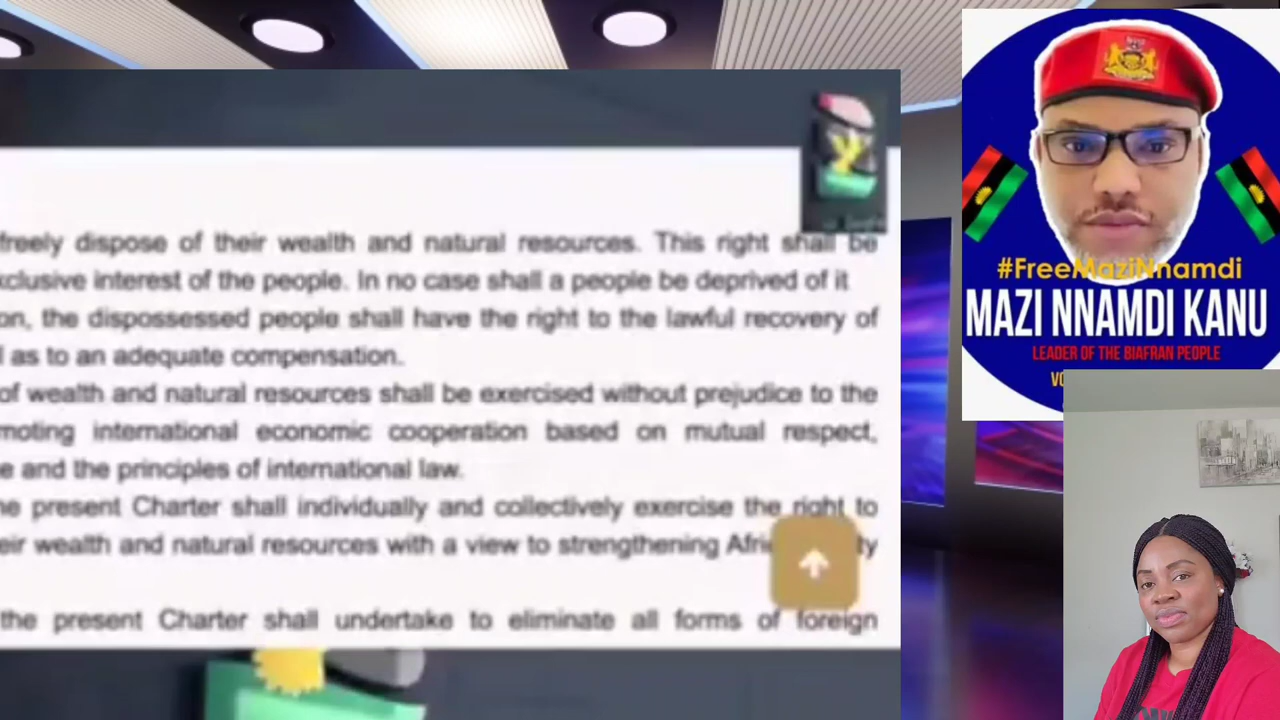 freely dispose of their wealth and natural resources. This right shall be
xclusive interest of the people. In no case shall a people be deprived of it
on, the dispossessed people shall have the right to the lawful recovery of
l as to an adequate compensation.
of wealth and natural resources shall be exercised without prejudice to the
moting international economic cooperation based on mutual respect,
e and the principles of international law.
he present Charter shall individually and collectively exercise the right to
eir wealth and natural resources with a view to strengthening Afri ty
the present Charter shall undertake to eliminate all forms of foreign
#FreeMaziNnamdi
MAZI NNAMDI KANU
LEADER OF THE BIAFRAN PEOPLE